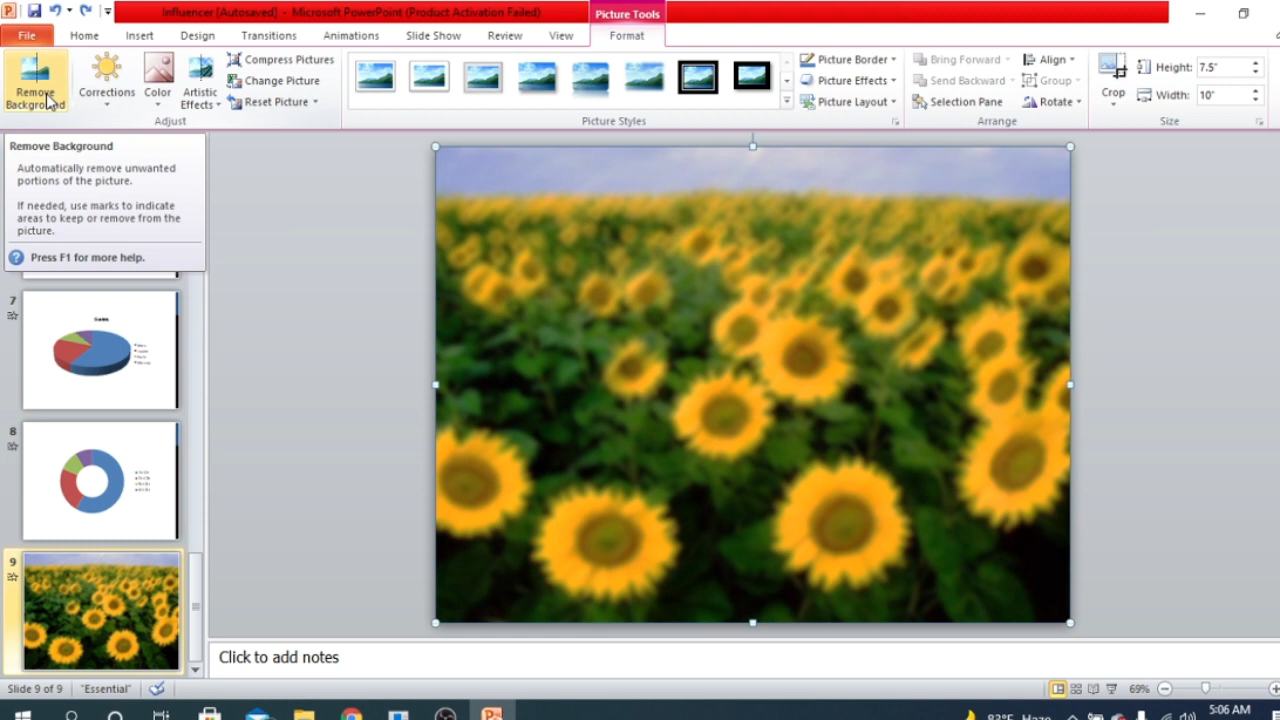 Influencer [Autosaved] - Microsoft PowerPoint (Product Activation Failed)
Picture Tools
File Home Insert Design Transitions Animations Slide Show Review View Format
Remove Background
Corrections
Color
Artistic Effects
Compress Pictures
Change Picture
Reset Picture
Adjust
Picture Styles
Picture Border
Picture Effects
Picture Layout
Bring Forward
Send Backward
Selection Pane
Align
Group
Rotate
Arrange
Crop
Height: 7.5"
Width: 10"
Size
Remove Background
Automatically remove unwanted
portions of the picture.
If needed, use marks to indicate
areas to keep or remove from the
picture.
Press F1 for more help.
7
8
9
Click to add notes
Slide 9 of 9 "Essential" 69%
83°F Haze 5:06 AM